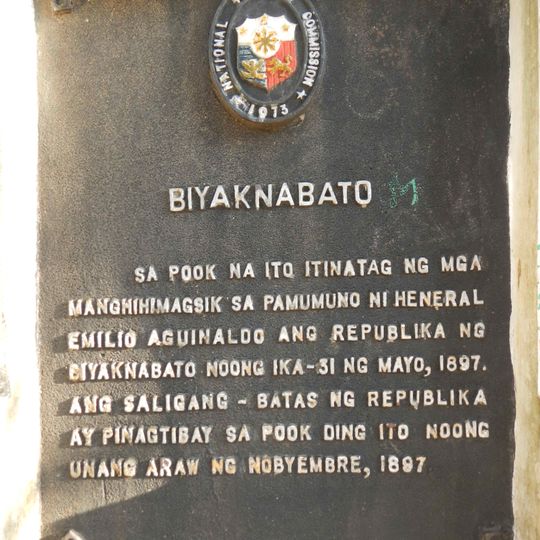 NATIONAL COMMISSION
1973
BIYAKNABATO
SA POOK NA ITO ITINATAG NG MGA
MANGHIHIMAGSIK SA PAMUMUNO NI HENERAL
EMILIO AGUINALDO ANG REPUBLIKA NG
BIYAKNABATO NOONG IKA-31 NG MAYO, 1897.
ANG SALIGANG - BATAS NG REPUBLIKA
AY PINAGTIBAY SA POOK DING ITO NOONG
UNANG ARAW NG NOBYEMBRE, 1897